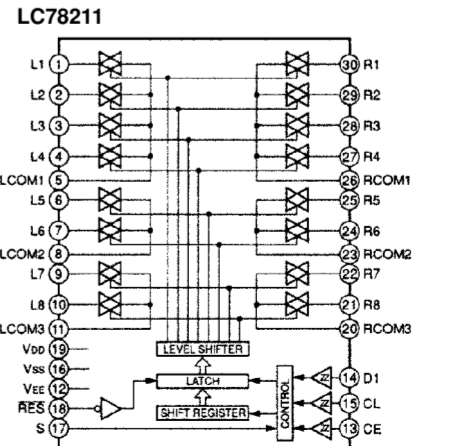 LC78211
L1 1 30 R1
L2 2 29 R2
L3 3 28 R3
L4 4 27 R4
LCOM1 5 26 RCOM1
L5 6 25 R5
L6 7 24 R6
LCOM2 8 23 RCOM2
L7 9 22 R7
L8 10 21 R8
LCOM3 11 20 RCOM3
VDD 19 LEVEL SHIFTER
VSS 16
VEE 12 LATCH 14 D1
RES 18 SHIFT REGISTER CONTROL 15 CL
S 17 13 CE